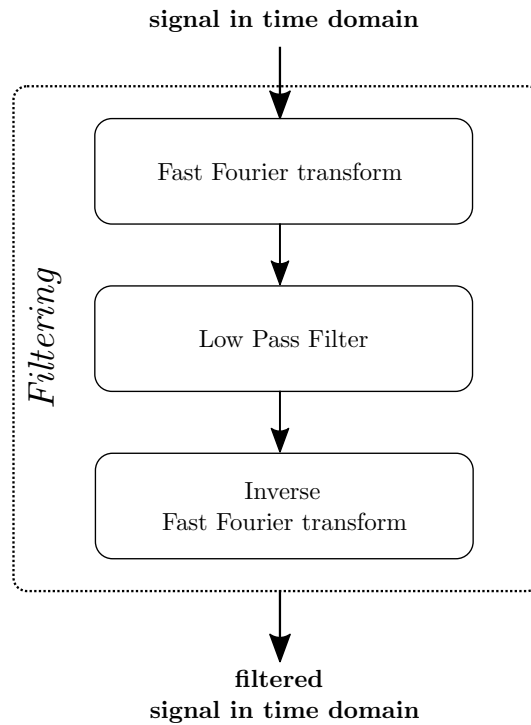 signal in time domain
Fast Fourier transform
Filtering
Low Pass Filter
Inverse
Fast Fourier transform
filtered
signal in time domain